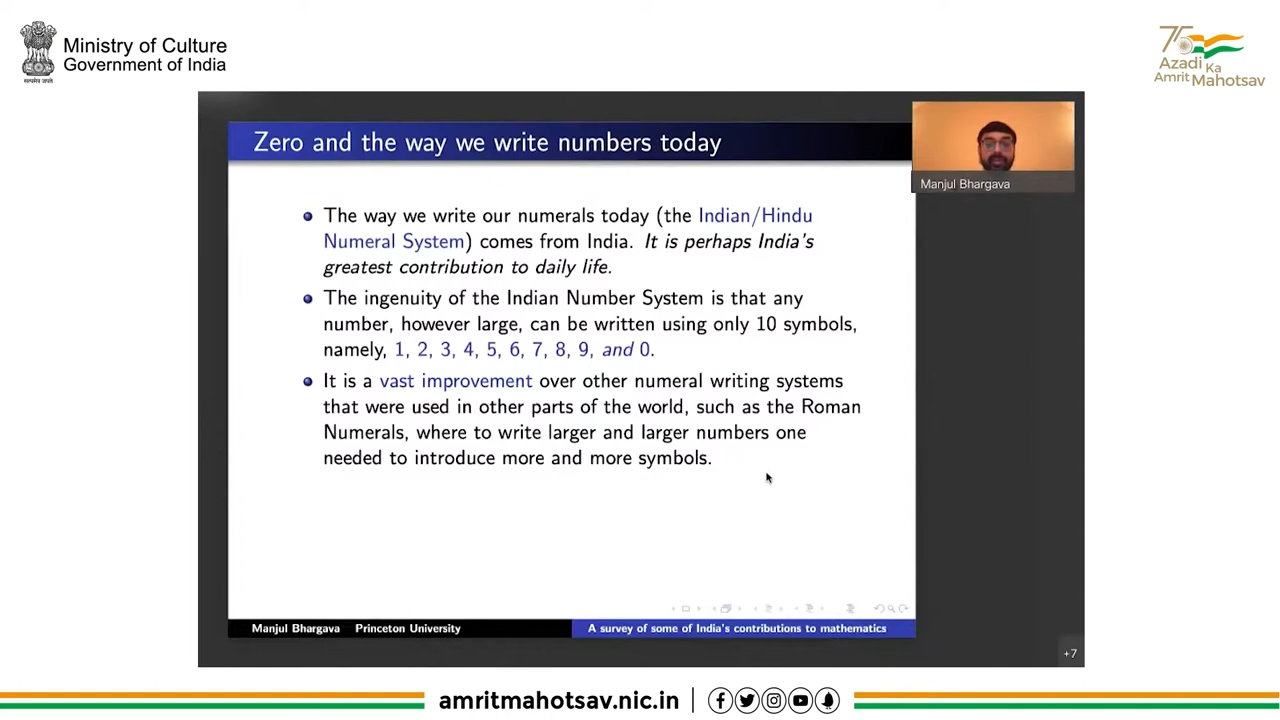 Ministry of Culture
Government of India
सत्यमेव जयते
75
Azadi Ka
Amrit Mahotsav
Zero and the way we write numbers today
Manjul Bhargava
The way we write our numerals today (the Indian/Hindu
Numeral System) comes from India. It is perhaps India's
greatest contribution to daily life.
The ingenuity of the Indian Number System is that any
number, however large, can be written using only 10 symbols,
namely, 1, 2, 3, 4, 5, 6, 7, 8, 9, and 0.
It is a vast improvement over other numeral writing systems
that were used in other parts of the world, such as the Roman
Numerals, where to write larger and larger numbers one
needed to introduce more and more symbols.
Manjul Bhargava Princeton University
A survey of some of India's contributions to mathematics
+7
amritmahotsav.nic.in